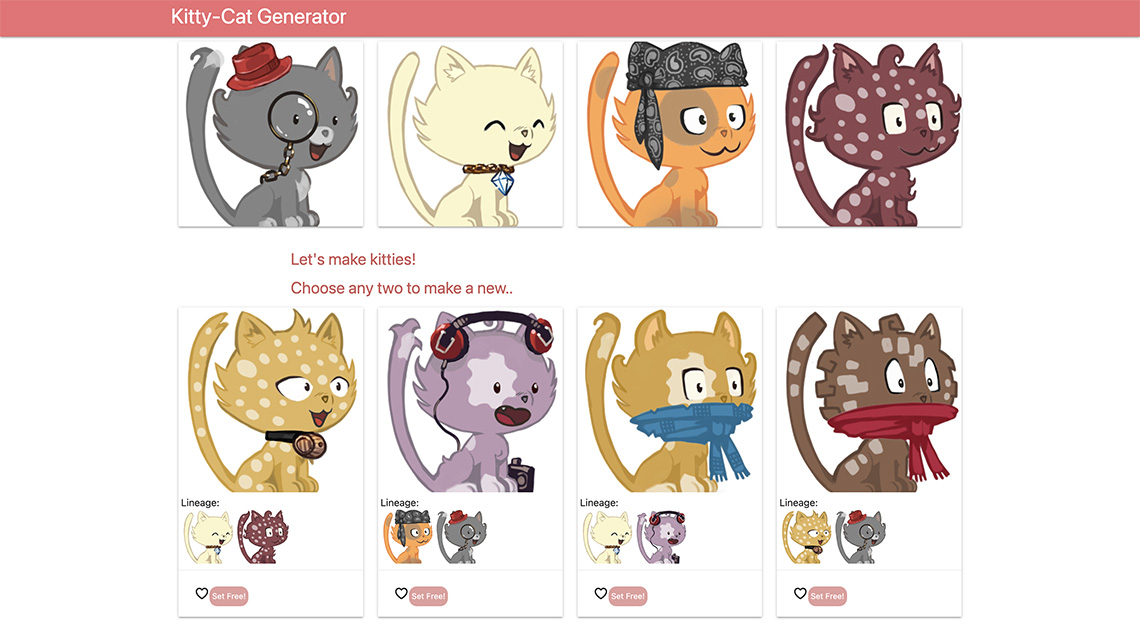 Kitty-Cat Generator
Let's make kitties!
Choose any two to make a new..
Lineage:
Lineage:
Lineage:
Lineage:
Set Free!
Set Free!
Set Free!
Set Free!